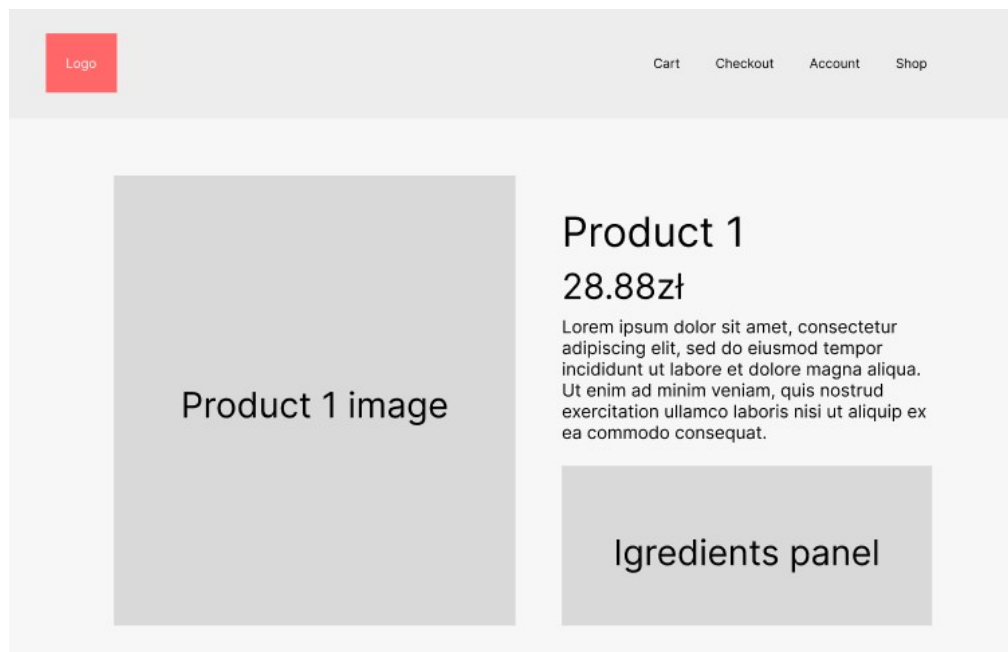 Logo
Cart Checkout Account Shop
Product 1 image
Product 1
28.88zł
Lorem ipsum dolor sit amet, consectetur
adipiscing elit, sed do eiusmod tempor
incididunt ut labore et dolore magna aliqua.
Ut enim ad minim veniam, quis nostrud
exercitation ullamco laboris nisi ut aliquip ex
ea commodo consequat.
Igredients panel